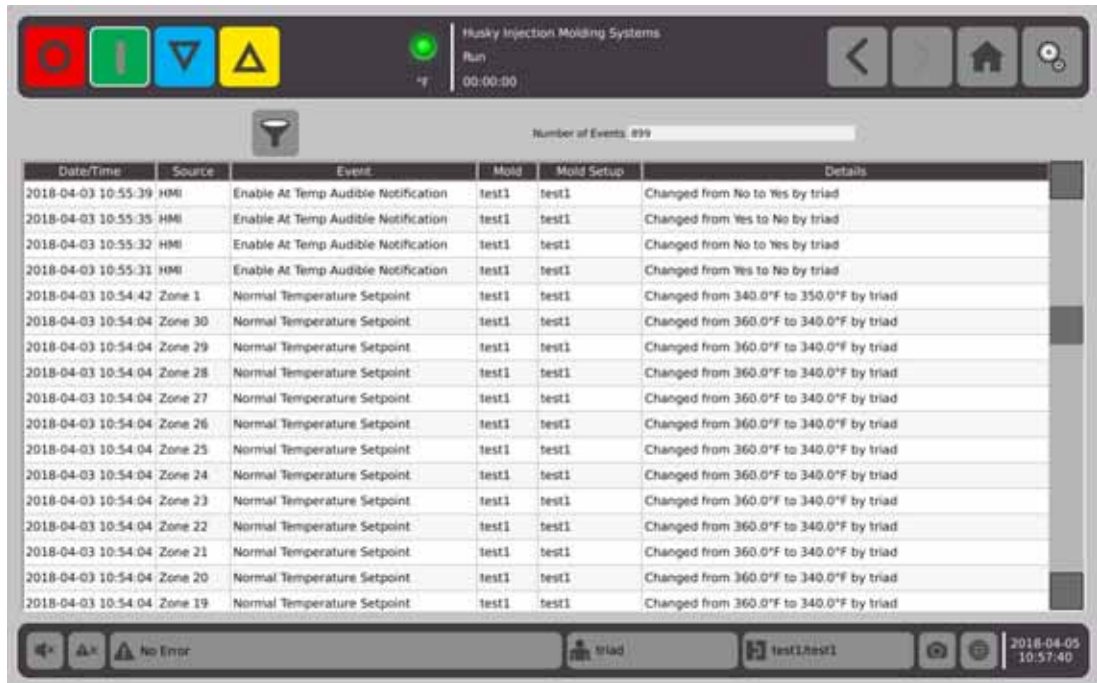 Husky Injection Molding Systems
Run
°F 00:00:00
Number of Events 899
Date/Time Source Event Mold Mold Setup Details
2018-04-03 10:55:39 HMI Enable At Temp Audible Notification test1 test1 Changed from No to Yes by triad
2018-04-03 10:55:35 HMI Enable At Temp Audible Notification test1 test1 Changed from Yes to No by triad
2018-04-03 10:55:32 HMI Enable At Temp Audible Notification test1 test1 Changed from No to Yes by triad
2018-04-03 10:55:31 HMI Enable At Temp Audible Notification test1 test1 Changed from Yes to No by triad
2018-04-03 10:54:42 Zone 1 Normal Temperature Setpoint test1 test1 Changed from 340.0°F to 350.0°F by triad
2018-04-03 10:54:04 Zone 30 Normal Temperature Setpoint test1 test1 Changed from 360.0°F to 340.0°F by triad
2018-04-03 10:54:04 Zone 29 Normal Temperature Setpoint test1 test1 Changed from 360.0°F to 340.0°F by triad
2018-04-03 10:54:04 Zone 28 Normal Temperature Setpoint test1 test1 Changed from 360.0°F to 340.0°F by triad
2018-04-03 10:54:04 Zone 27 Normal Temperature Setpoint test1 test1 Changed from 360.0°F to 340.0°F by triad
2018-04-03 10:54:04 Zone 26 Normal Temperature Setpoint test1 test1 Changed from 360.0°F to 340.0°F by triad
2018-04-03 10:54:04 Zone 25 Normal Temperature Setpoint test1 test1 Changed from 360.0°F to 340.0°F by triad
2018-04-03 10:54:04 Zone 24 Normal Temperature Setpoint test1 test1 Changed from 360.0°F to 340.0°F by triad
2018-04-03 10:54:04 Zone 23 Normal Temperature Setpoint test1 test1 Changed from 360.0°F to 340.0°F by triad
2018-04-03 10:54:04 Zone 22 Normal Temperature Setpoint test1 test1 Changed from 360.0°F to 340.0°F by triad
2018-04-03 10:54:04 Zone 21 Normal Temperature Setpoint test1 test1 Changed from 360.0°F to 340.0°F by triad
2018-04-03 10:54:04 Zone 20 Normal Temperature Setpoint test1 test1 Changed from 360.0°F to 340.0°F by triad
2018-04-03 10:54:04 Zone 19 Normal Temperature Setpoint test1 test1 Changed from 360.0°F to 340.0°F by triad
No Error triad test1/test1 2018-04-05
10:57:40